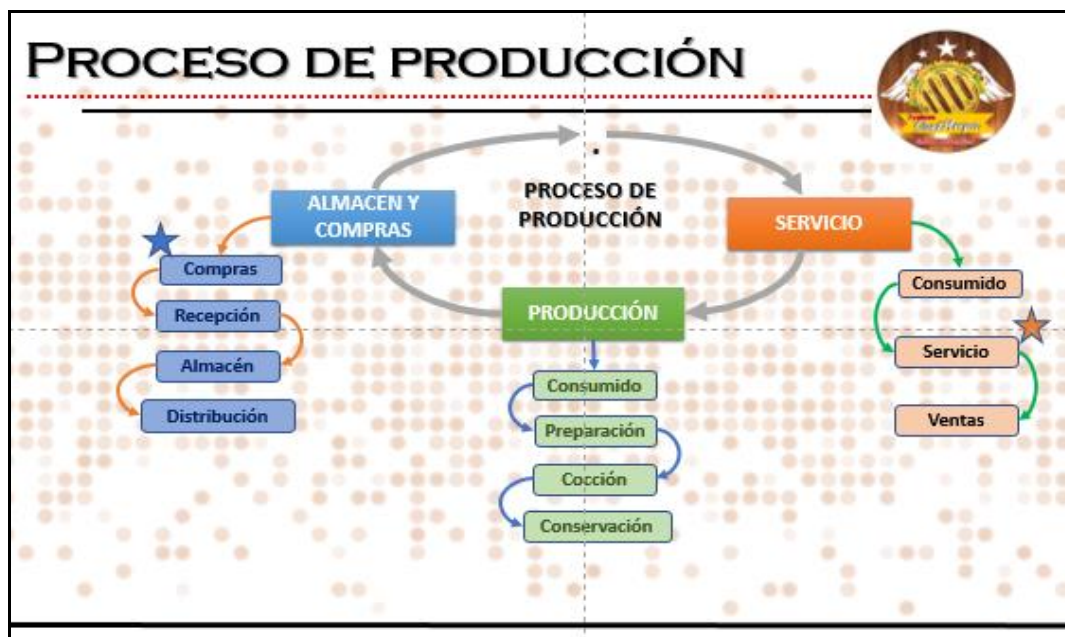 PROCESO DE PRODUCCIÓN
ALMACEN Y
COMPRAS
PROCESO DE
PRODUCCIÓN
SERVICIO
Compras
Recepción
Almacén
Distribución
PRODUCCIÓN
Consumido
Preparación
Cocción
Conservación
Consumido
Servicio
Ventas